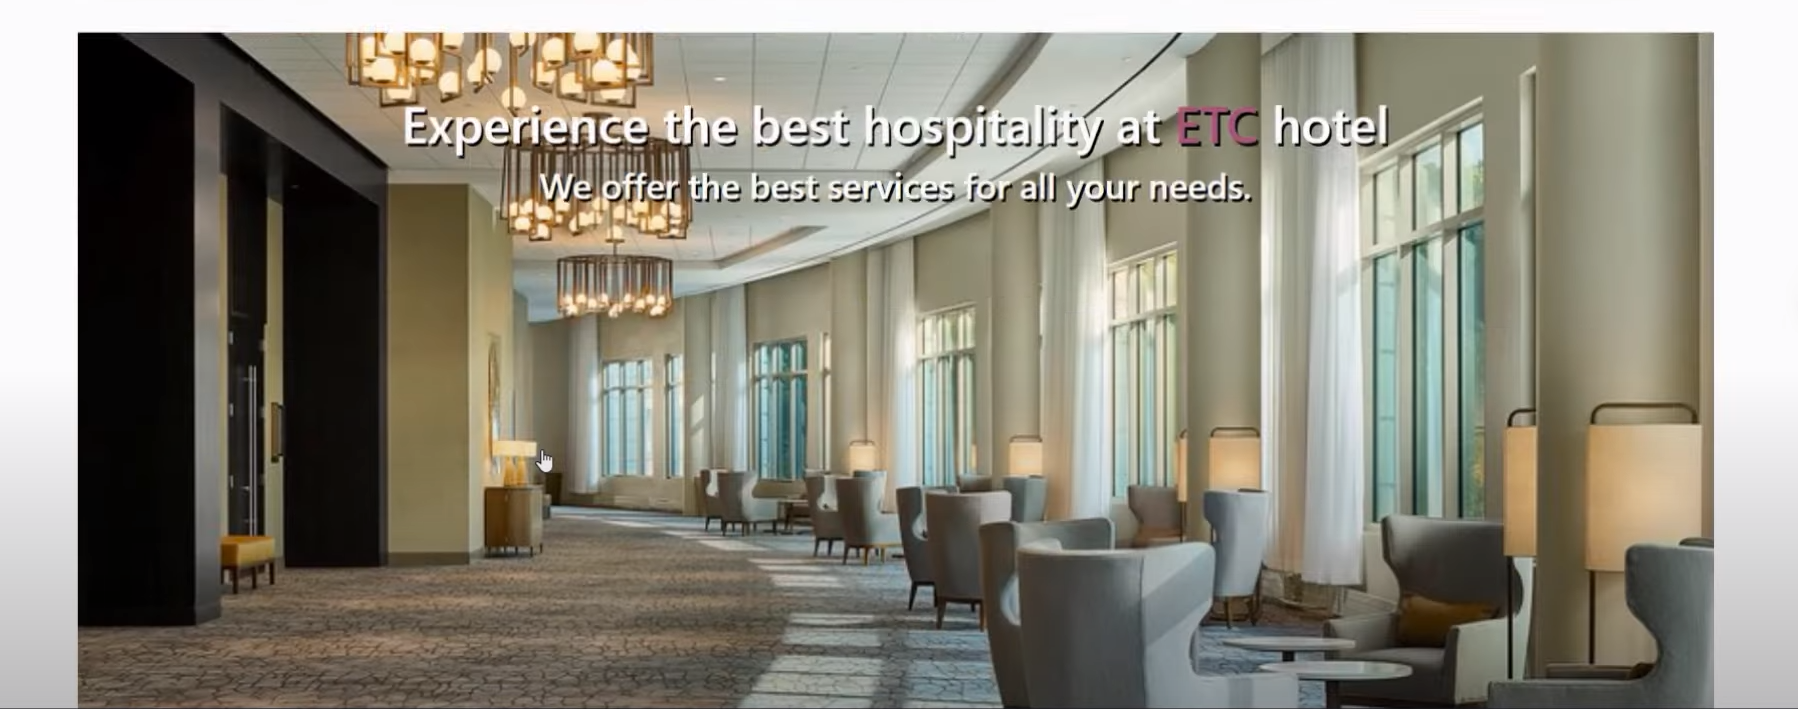 Experience the best hospitality at ETC hotel
We offer the best services for all your needs.